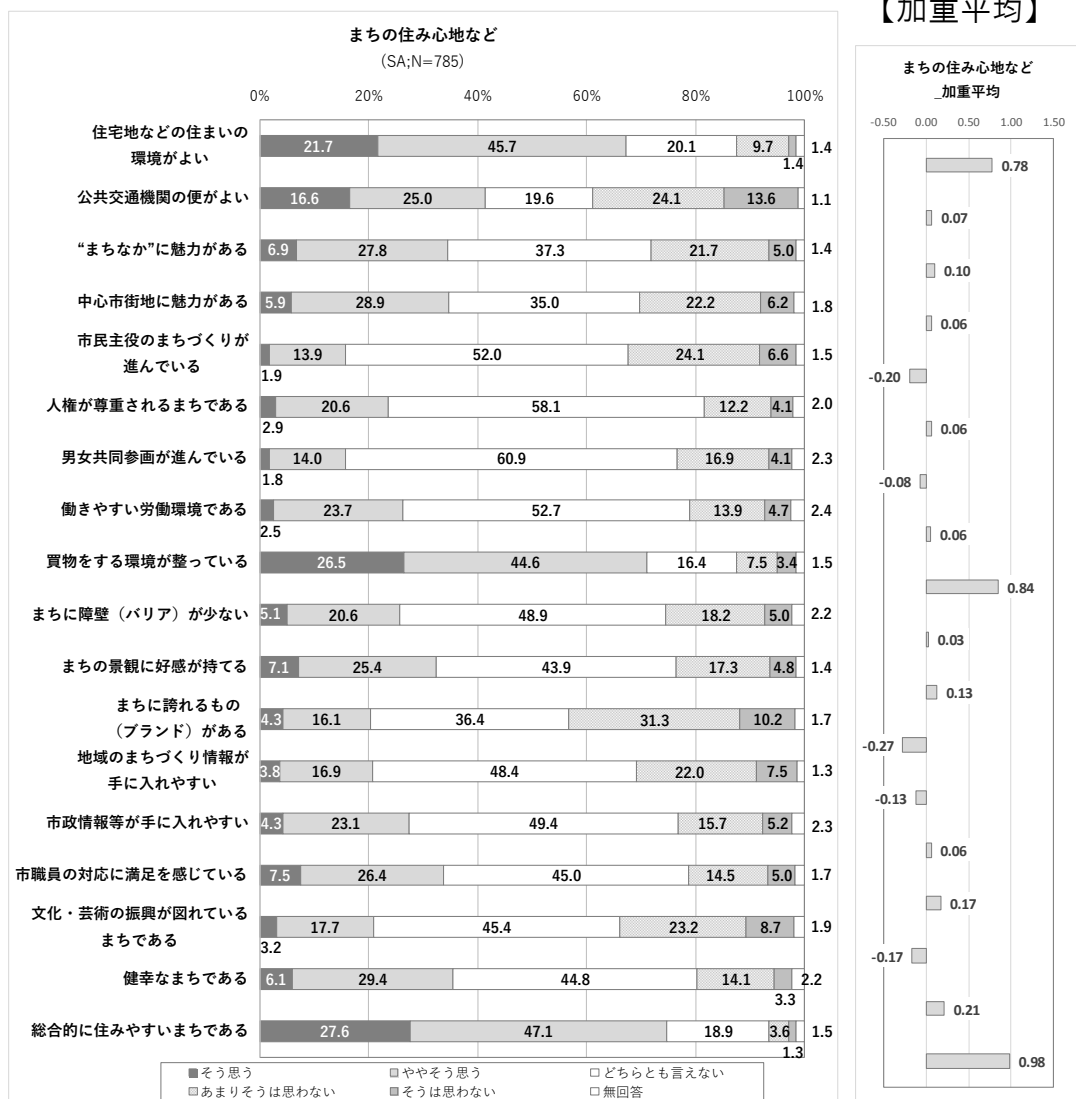 【加重平均】
まちの住み心地など
(SA;N=785)
0% 20% 40% 60% 80% 100%
住宅地などの住まいの
環境がよい
21.7 45.7 20.1 9.7 1.4 1.4
公共交通機関の便がよい 16.6 25.0 19.6 24.1 13.6 1.1
“まちなか”に魅力がある 6.9 27.8 37.3 21.7 5.0 1.4
中心市街地に魅力がある 5.9 28.9 35.0 22.2 6.2 1.8
市民主役のまちづくりが
進んでいる
1.9 13.9 52.0 24.1 6.6 1.5
人権が尊重されるまちである 2.9 20.6 58.1 12.2 4.1 2.0
男女共同参画が進んでいる 1.8 14.0 60.9 16.9 4.1 2.3
働きやすい労働環境である 2.5 23.7 52.7 13.9 4.7 2.4
買物をする環境が整っている 26.5 44.6 16.4 7.5 3.4 1.5
まちに障壁（バリア）が少ない 5.1 20.6 48.9 18.2 5.0 2.2
まちの景観に好感が持てる 7.1 25.4 43.9 17.3 4.8 1.4
まちに誇れるもの
（ブランド）がある
4.3 16.1 36.4 31.3 10.2 1.7
地域のまちづくり情報が
手に入れやすい
3.8 16.9 48.4 22.0 7.5 1.3
市政情報等が手に入れやすい 4.3 23.1 49.4 15.7 5.2 2.3
市職員の対応に満足を感じている 7.5 26.4 45.0 14.5 5.0 1.7
文化・芸術の振興が図れている
まちである
3.2 17.7 45.4 23.2 8.7 1.9
健幸なまちである 6.1 29.4 44.8 14.1 3.3 2.2
総合的に住みやすいまちである 27.6 47.1 18.9 3.6 1.3 1.5
そう思う ややそう思う どちらとも言えない
あまりそうは思わない そうは思わない 無回答
まちの住み心地など
_加重平均
-0.50 0.00 0.50 1.00 1.50
0.78
0.07
0.10
0.06
-0.20
0.06
-0.08
0.06
0.84
0.03
0.13
-0.27
-0.13
0.06
0.17
-0.17
0.21
0.98